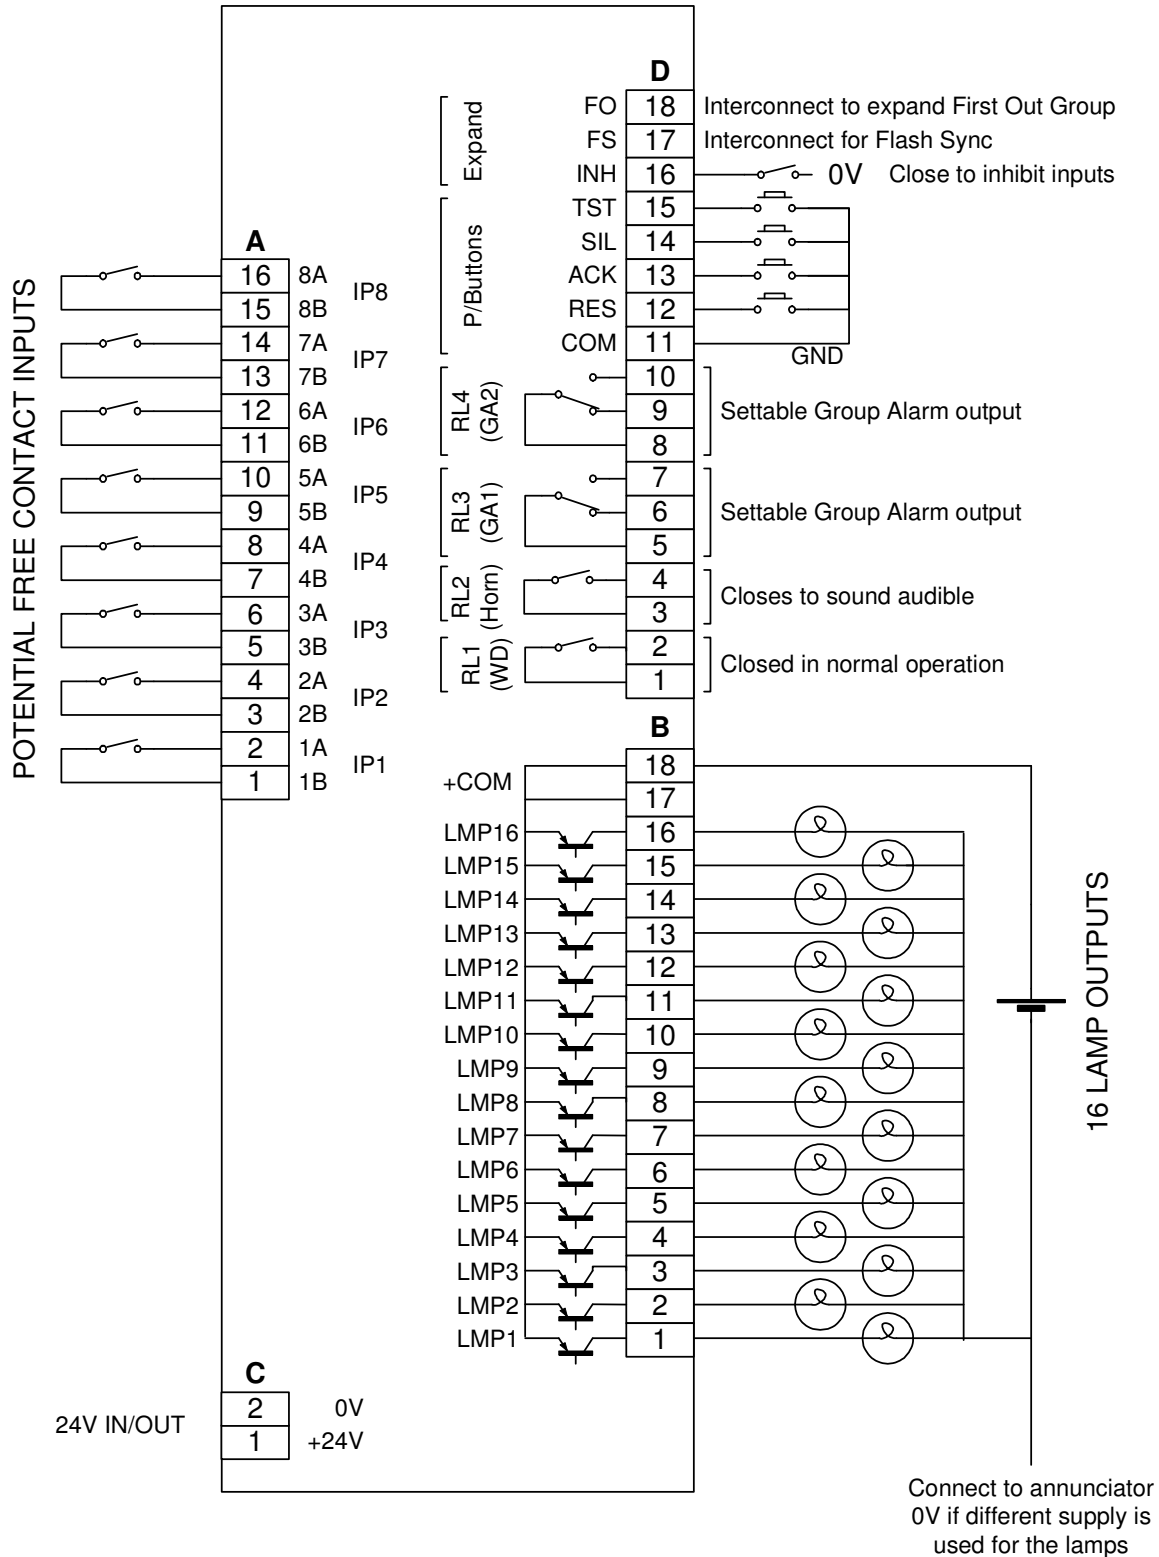 D
FO 18 Interconnect to expand First Out Group
FS 17 Interconnect for Flash Sync
INH 16 0V Close to inhibit inputs
TST 15
SIL 14
ACK 13
RES 12
COM 11
GND
Expand
P/Buttons
10
9 Settable Group Alarm output
8
RL4
(GA2)
7
6 Settable Group Alarm output
5
RL3
(GA1)
4
3
Closes to sound audible
RL2
(Horn)
2
1
Closed in normal operation
RL1
(WD)
POTENTIAL FREE CONTACT INPUTS
A
16 8A
IP8
15 8B
14 7A
IP7
13 7B
12 6A
IP6
11 6B
10 5A
IP5
9 5B
8 4A
IP4
7 4B
6 3A
IP3
5 3B
4 2A
IP2
3 2B
2 1A
IP1
1 1B
B
18
+COM
17
LMP16 16
LMP15 15
LMP14 14
LMP13 13
LMP12 12
LMP11 11
LMP10 10
LMP9 9
LMP8 8
LMP7 7
LMP6 6
LMP5 5
LMP4 4
LMP3 3
LMP2 2
LMP1 1
16 LAMP OUTPUTS
C
24V IN/OUT
2 0V
1 +24V
Connect to annunciator
0V if different supply is
used for the lamps